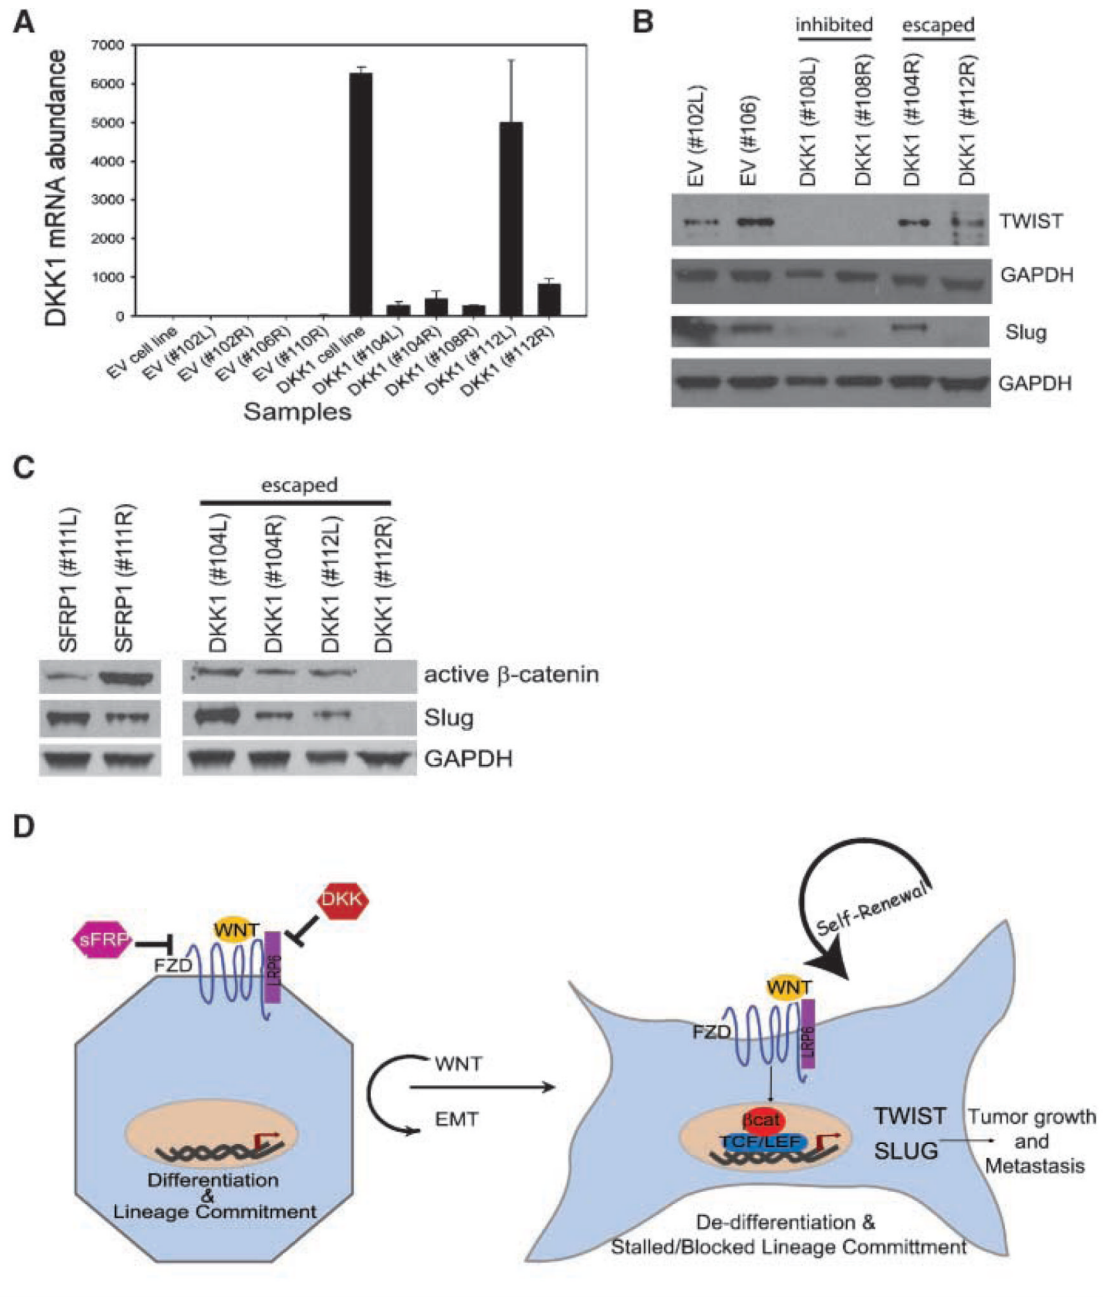 A
DKK1 mRNA abundance
7000
6000
5000
4000
3000
2000
1000
0
EV cell line
EV (#102L)
EV (#102R)
EV (#106R)
EV (#110R)
DKK1 cell line
DKK1 (#104L)
DKK1 (#104R)
DKK1 (#108R)
DKK1 (#112L)
DKK1 (#112R)
Samples
B
inhibited
escaped
EV (#102L)
EV (#106)
DKK1 (#108L)
DKK1 (#108R)
DKK1 (#104R)
DKK1 (#112R)
TWIST
GAPDH
Slug
GAPDH
C
escaped
SFRP1 (#111L)
SFRP1 (#111R)
DKK1 (#104L)
DKK1 (#104R)
DKK1 (#112L)
DKK1 (#112R)
active β-catenin
Slug
GAPDH
D
DKK
sFRP
WNT
FZD
LRP6
Differentiation
&
Lineage Commitment
WNT
EMT
Self-Renewal
WNT
FZD
LRP6
βcat
TCF/LEF
TWIST
SLUG
Tumor growth
and
Metastasis
De-differentiation &
Stalled/Blocked Lineage Committment